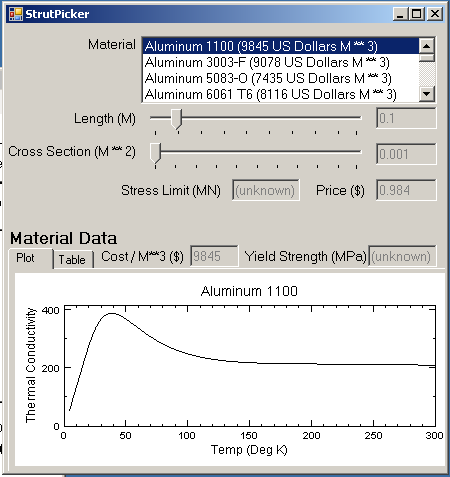 StrutPicker
Material
Aluminum 1100 (9845 US Dollars M ** 3)
Aluminum 3003-F (9078 US Dollars M ** 3)
Aluminum 5083-O (7435 US Dollars M ** 3)
Aluminum 6061 T6 (8116 US Dollars M ** 3)
Length (M) 0.1
Cross Section (M ** 2) 0.001
Stress Limit (MN) (unknown) Price ($) 0.984
Material Data
Plot Table Cost / M**3 ($) 9845 Yield Strength (MPa) (unknown)
Aluminum 1100
Thermal Conductivity
400
200
0
0 50 100 150 200 250 300
Temp (Deg K)